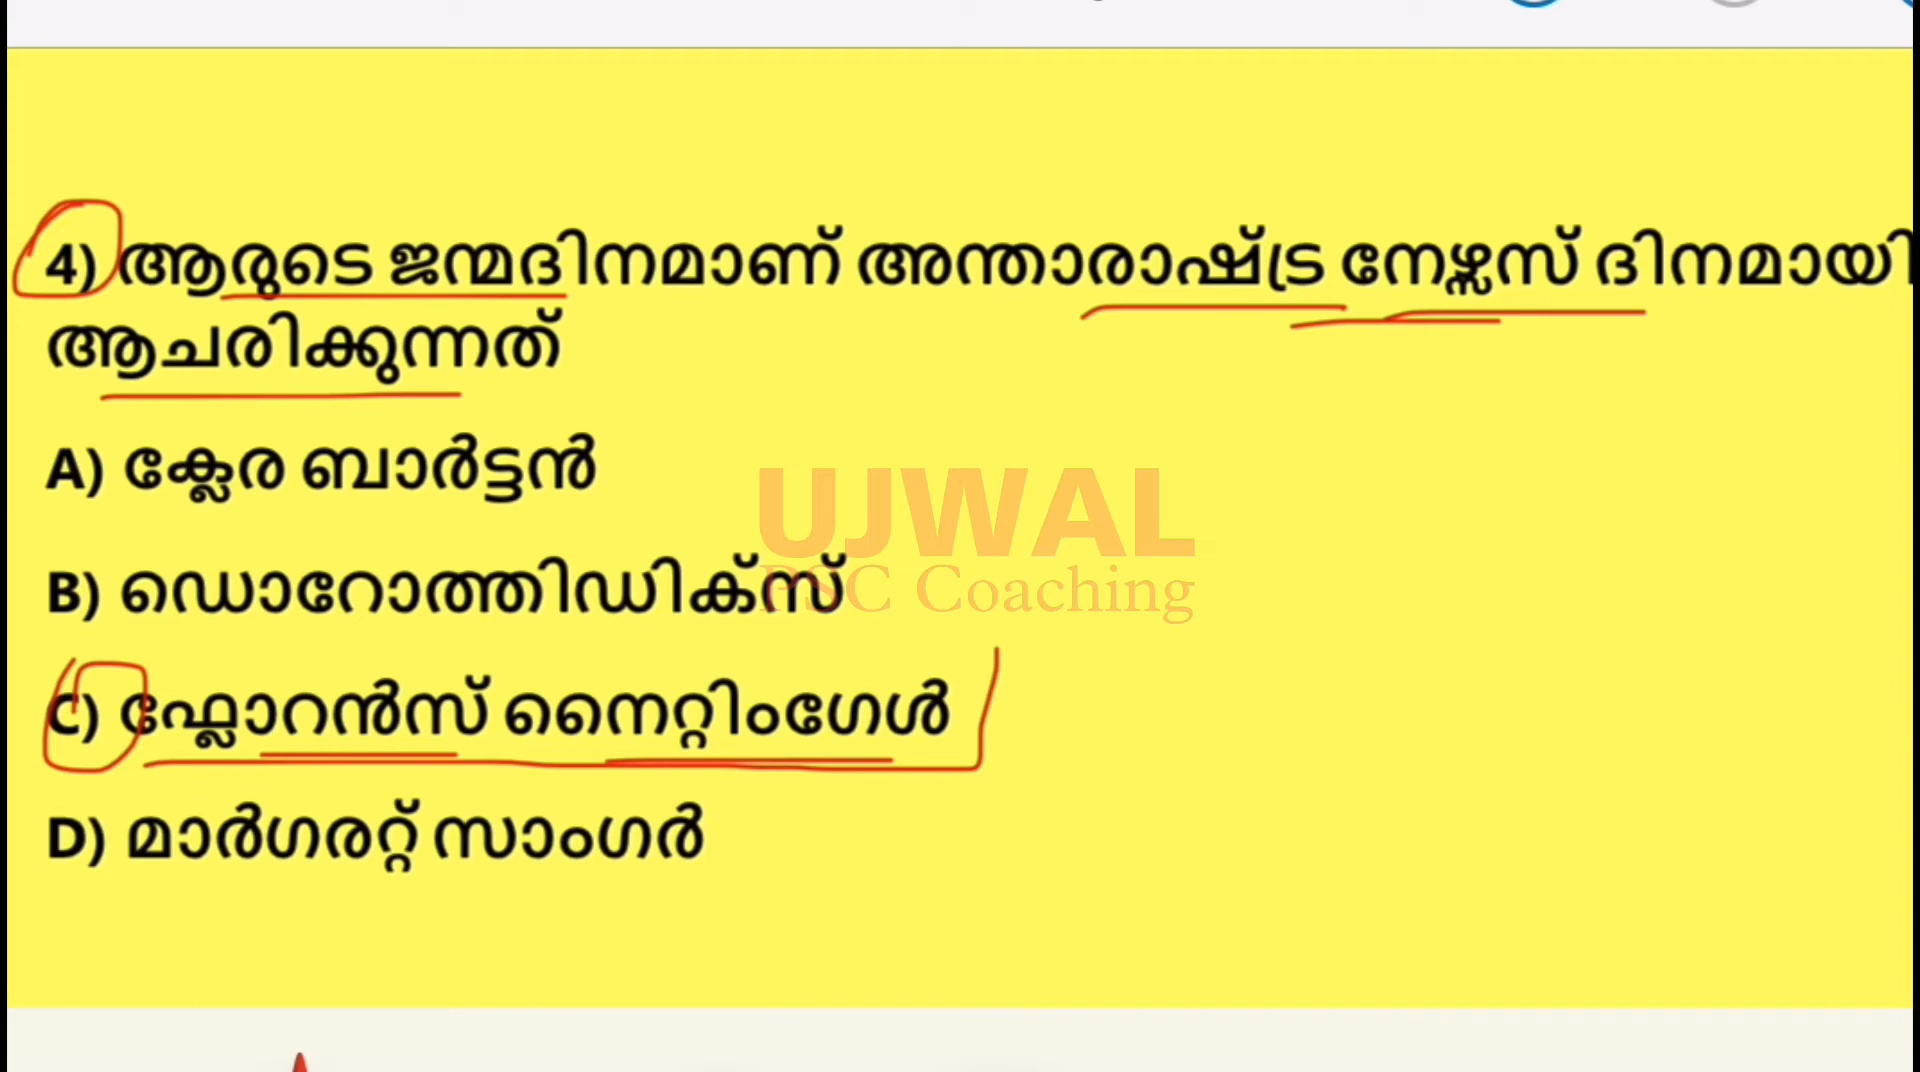 4) ആരുടെ ജന്മദിനമാണ് അന്താരാഷ്ട്ര നേഴ്സസ് ദിനമായി
ആചരിക്കുന്നത്
A) ക്ലേര ബാർട്ടൻ
UJWAL
B) ഡൊറോത്തിഡിക്സ്
PSC Coaching
C) ഫ്ലോറൻസ് നൈറ്റിംഗേൾ
D) മാർഗരറ്റ് സാംഗർ